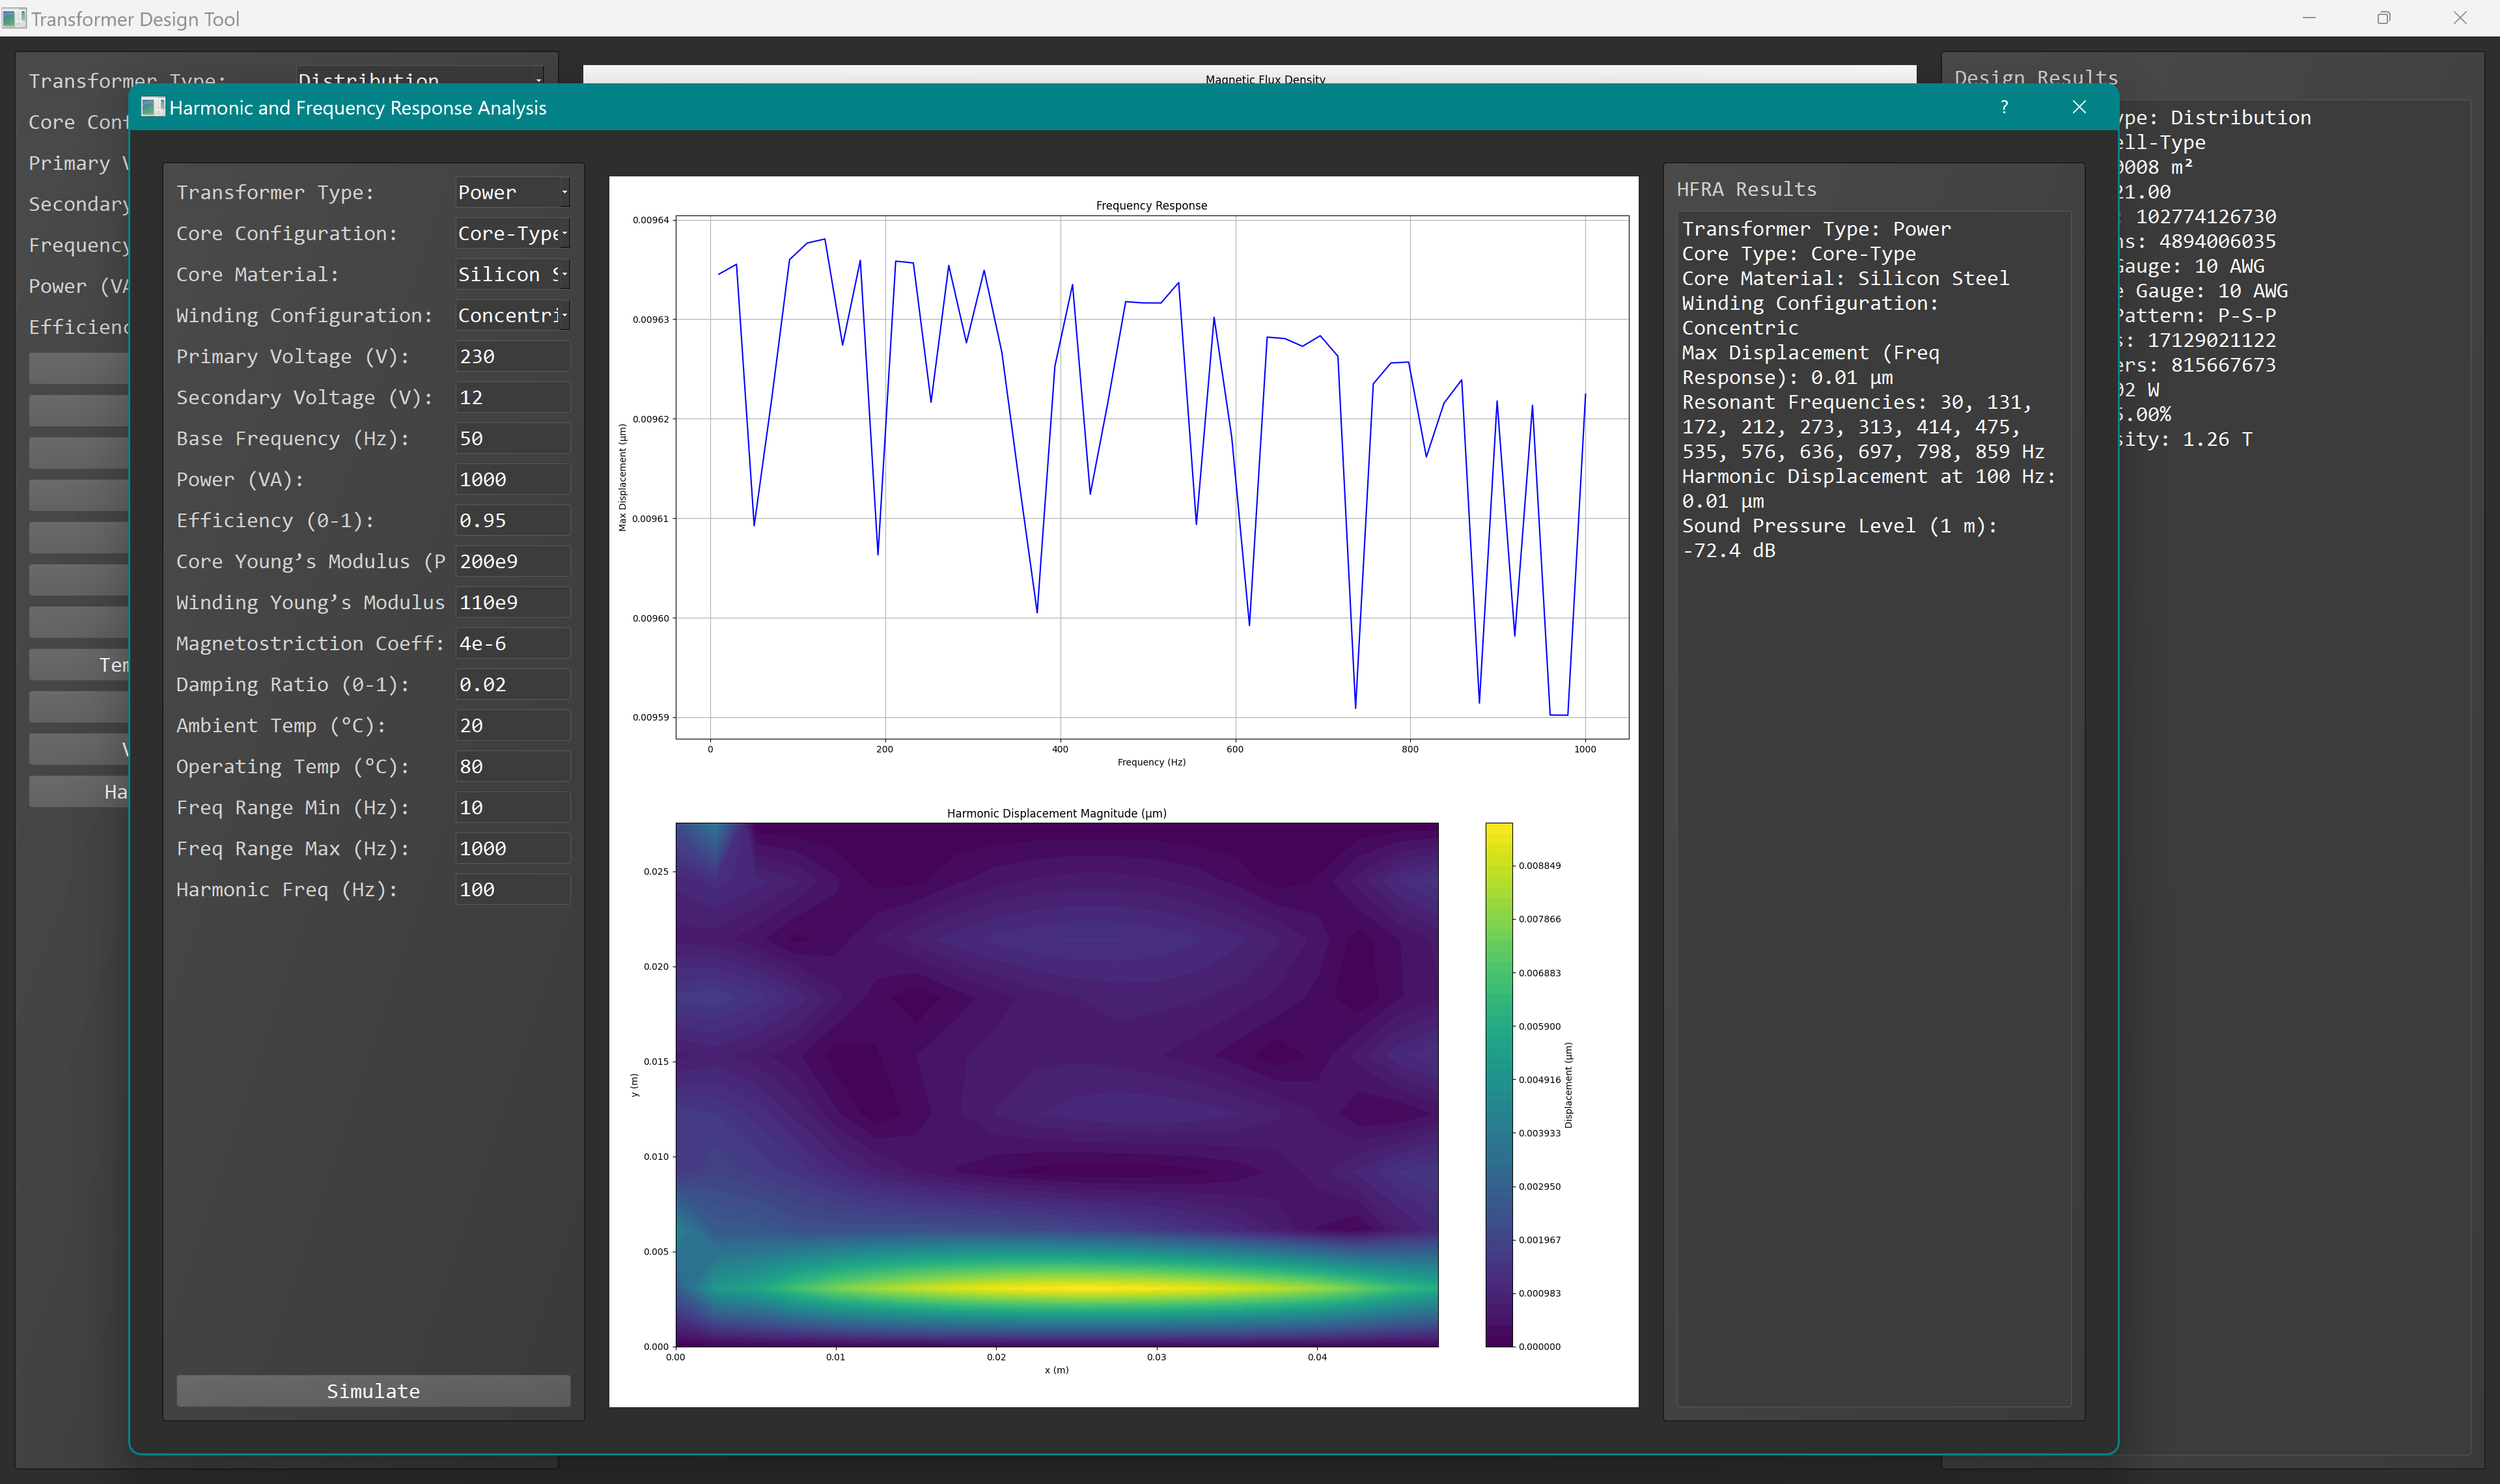 Transformer Design Tool
Transformer Type: Distribution
Core Conf
Primary V
Secondary
Frequency
Power (VA
Efficienc
Ter
V
Ha
Magnetic Flux Density
Design Results
ype: Distribution
ell-Type
0008 m²
21.00
: 102774126730
ns: 4894006035
Gauge: 10 AWG
e Gauge: 10 AWG
Pattern: P-S-P
s: 17129021122
ers: 815667673
02 W
5.00%
sity: 1.26 T
Harmonic and Frequency Response Analysis
?
Transformer Type: Power
Core Configuration: Core-Type
Core Material: Silicon S
Winding Configuration: Concentri
Primary Voltage (V): 230
Secondary Voltage (V): 12
Base Frequency (Hz): 50
Power (VA): 1000
Efficiency (0-1): 0.95
Core Young’s Modulus (P 200e9
Winding Young’s Modulus 110e9
Magnetostriction Coeff: 4e-6
Damping Ratio (0-1): 0.02
Ambient Temp (°C): 20
Operating Temp (°C): 80
Freq Range Min (Hz): 10
Freq Range Max (Hz): 1000
Harmonic Freq (Hz): 100
Simulate
Frequency Response
0.00964
0.00963
0.00962
0.00961
0.00960
0.00959
Max Displacement (µm)
0 200 400 600 800 1000
Frequency (Hz)
Harmonic Displacement Magnitude (µm)
0.025
0.020
0.015
0.010
0.005
0.000
y (m)
0.00 0.01 0.02 0.03 0.04
x (m)
0.008849
0.007866
0.006883
0.005900
0.004916
0.003933
0.002950
0.001967
0.000983
0.000000
Displacement (µm)
HFRA Results
Transformer Type: Power
Core Type: Core-Type
Core Material: Silicon Steel
Winding Configuration:
Concentric
Max Displacement (Freq
Response): 0.01 µm
Resonant Frequencies: 30, 131,
172, 212, 273, 313, 414, 475,
535, 576, 636, 697, 798, 859 Hz
Harmonic Displacement at 100 Hz:
0.01 µm
Sound Pressure Level (1 m):
-72.4 dB